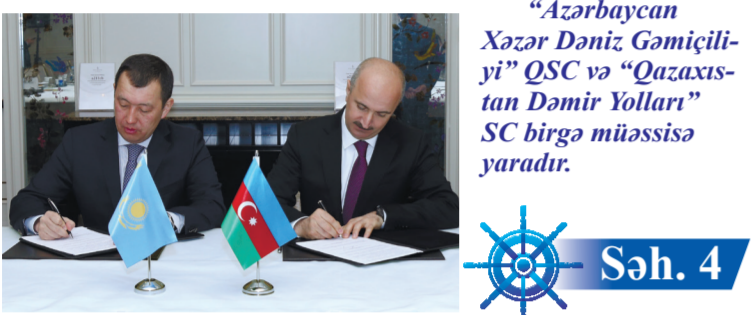 “Azərbaycan
Xəzər Dəniz Gəmiçili-
yi” QSC və “Qazaxıs-
tan Dəmir Yolları”
SC birgə müəssisə
yaradır.
Səh. 4